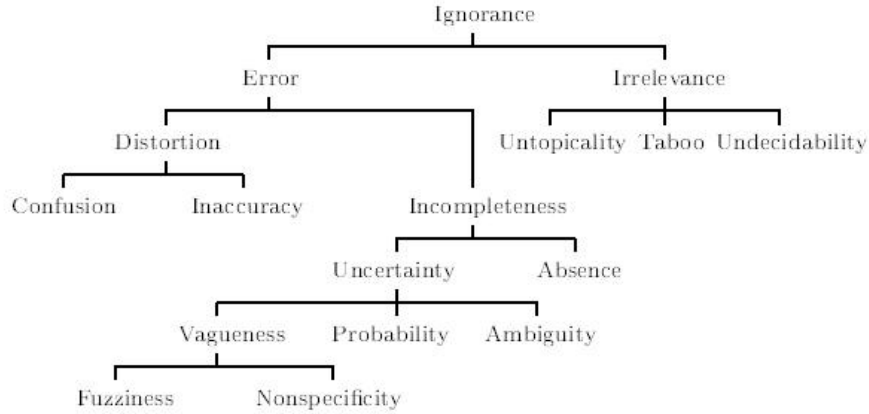 Ignorance
Error Irrelevance
Distortion Untopicality Taboo Undecidability
Confusion Inaccuracy Incompleteness
Uncertainty Absence
Vagueness Probability Ambiguity
Fuzziness Nonspecificity